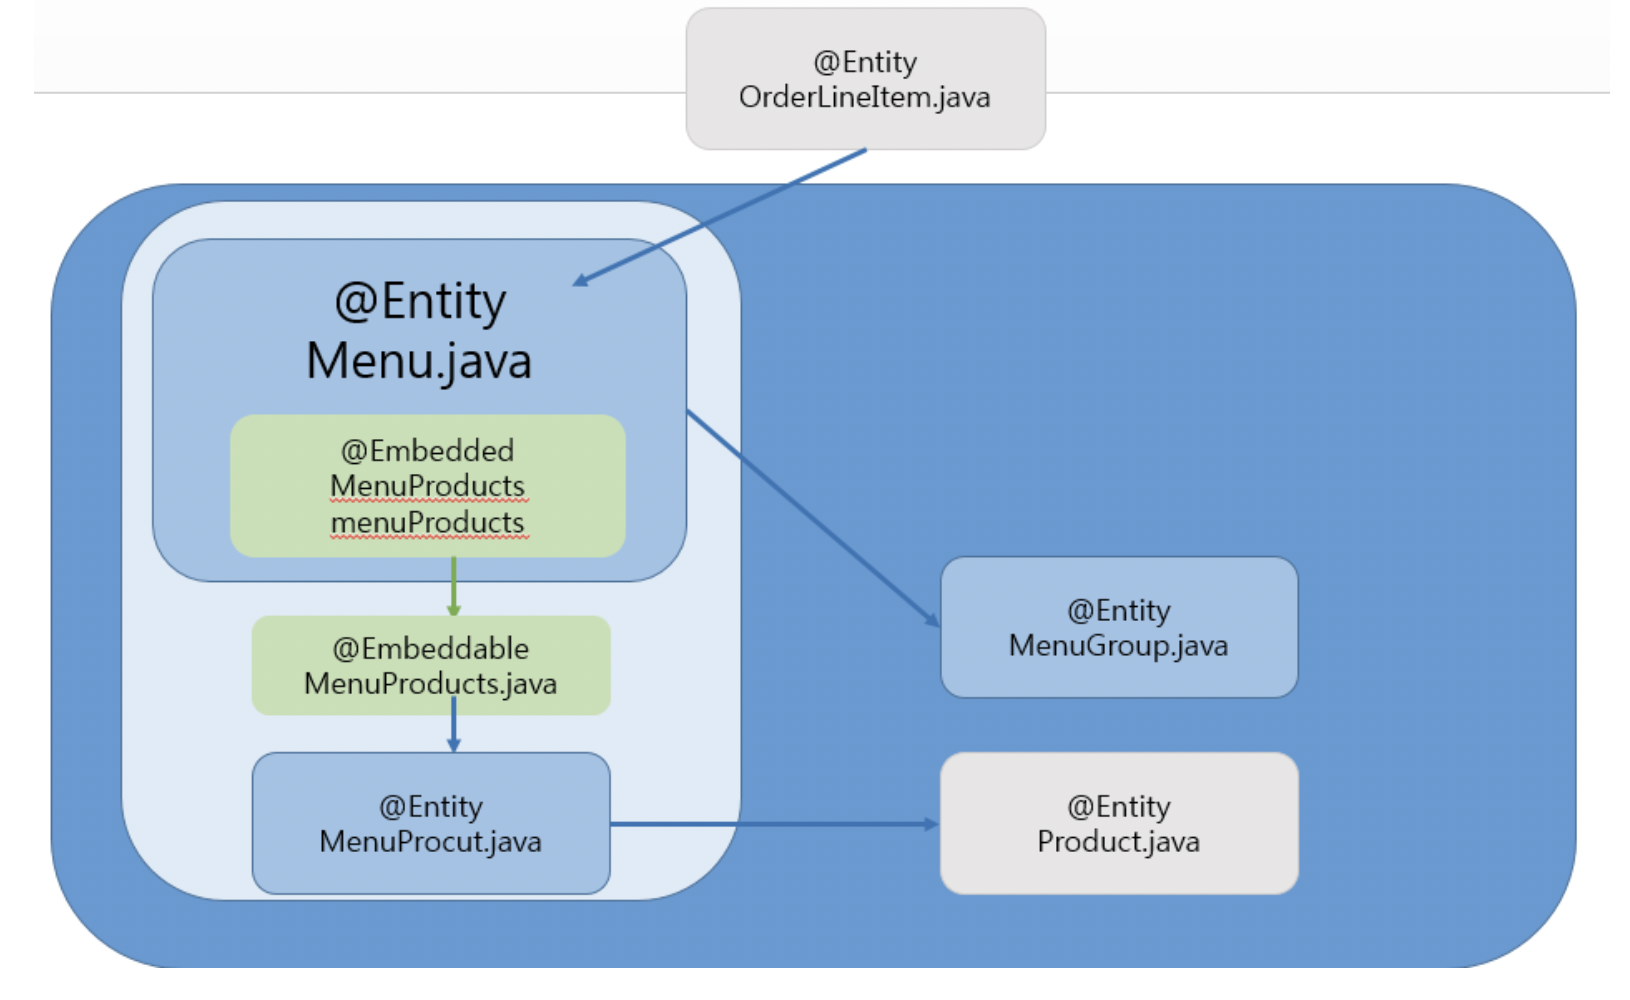 @Entity
OrderLineItem.java
@Entity
Menu.java
@Embedded
MenuProducts
menuProducts
@Embeddable
MenuProducts.java
@Entity
MenuProcut.java
@Entity
MenuGroup.java
@Entity
Product.java